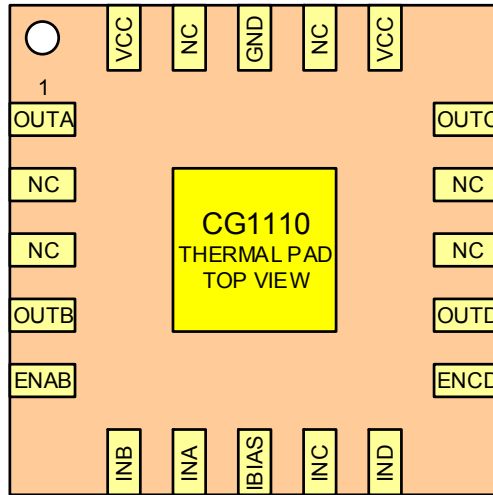 VCC NC GND NC VCC
1
OUTA OUTC
NC NC
CG1110
THERMAL PAD
NC NC
TOP VIEW
OUTB OUTD
ENAB ENCD
INB INA IBIAS INC IND